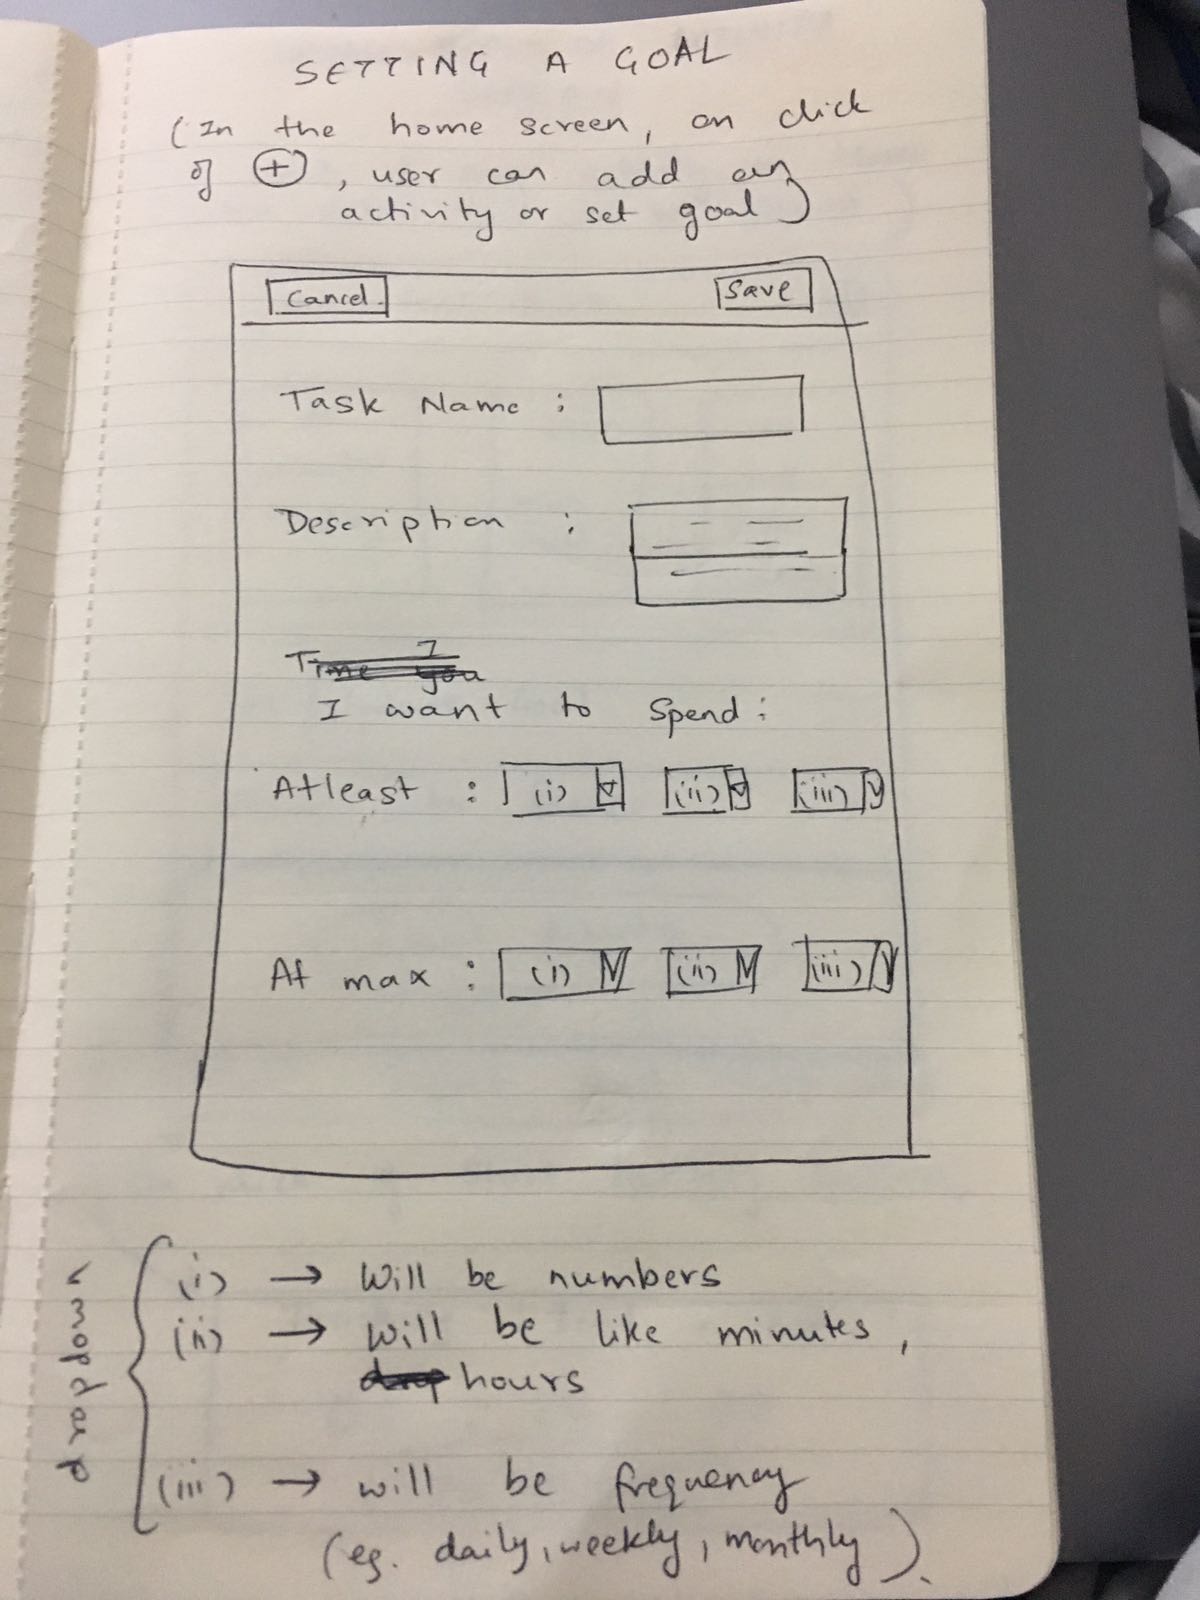 SETTING A GOAL
(In the home screen, on click
of (+), user can add any
activity or set goal)
Cancel Save
Task Name :
Description :
Time I
you
I want to spend :
Atleast : (i) (ii) (iii)
At max : (i) (ii) (iii)
dropdown
(i) → Will be numbers
(ii) → will be like minutes,
drop hours
(iii) → will be frequency
(eg. daily, weekly, monthly).